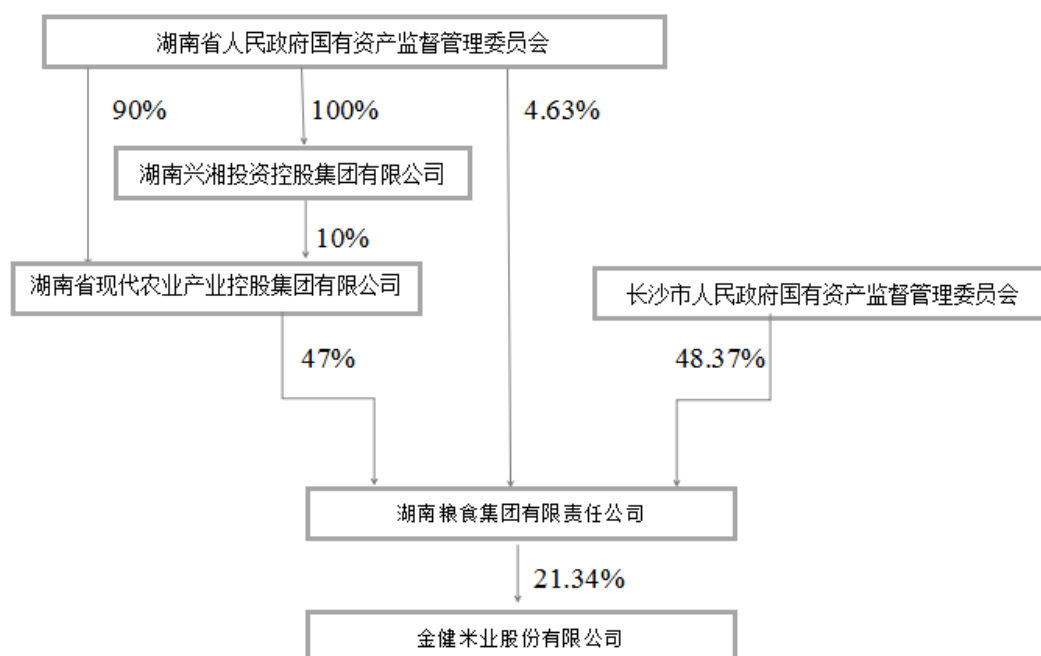 湖南省人民政府国有资产监督管理委员会
90%
100%
4.63%
湖南兴湘投资控股集团有限公司
10%
湖南省现代农业产业控股集团有限公司
长沙市人民政府国有资产监督管理委员会
47%
48.37%
湖南粮食集团有限责任公司
21.34%
金健米业股份有限公司